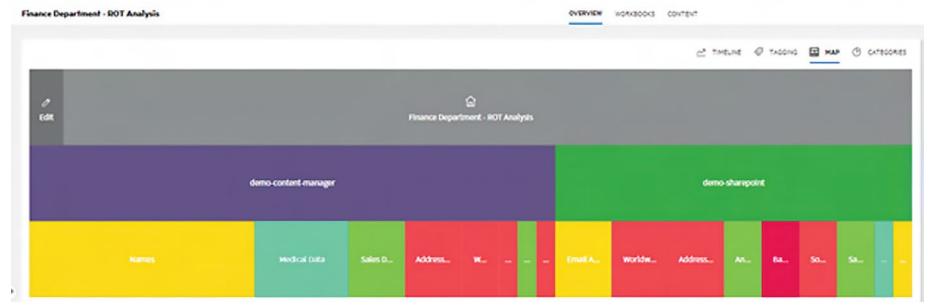 Finance Department - ROT Analysis
OVERVIEW WORKBOOKS CONTENT
TIMELINE TAGGING MAP CATEGORIES
Edit
Finance Department - ROT Analysis
demo-content-manager demo-sharepoint
Names Medical Data Sales D... Address... W... ... ... ... Email A... Worldw... Address... An... Ba... So... Sa... ... ...